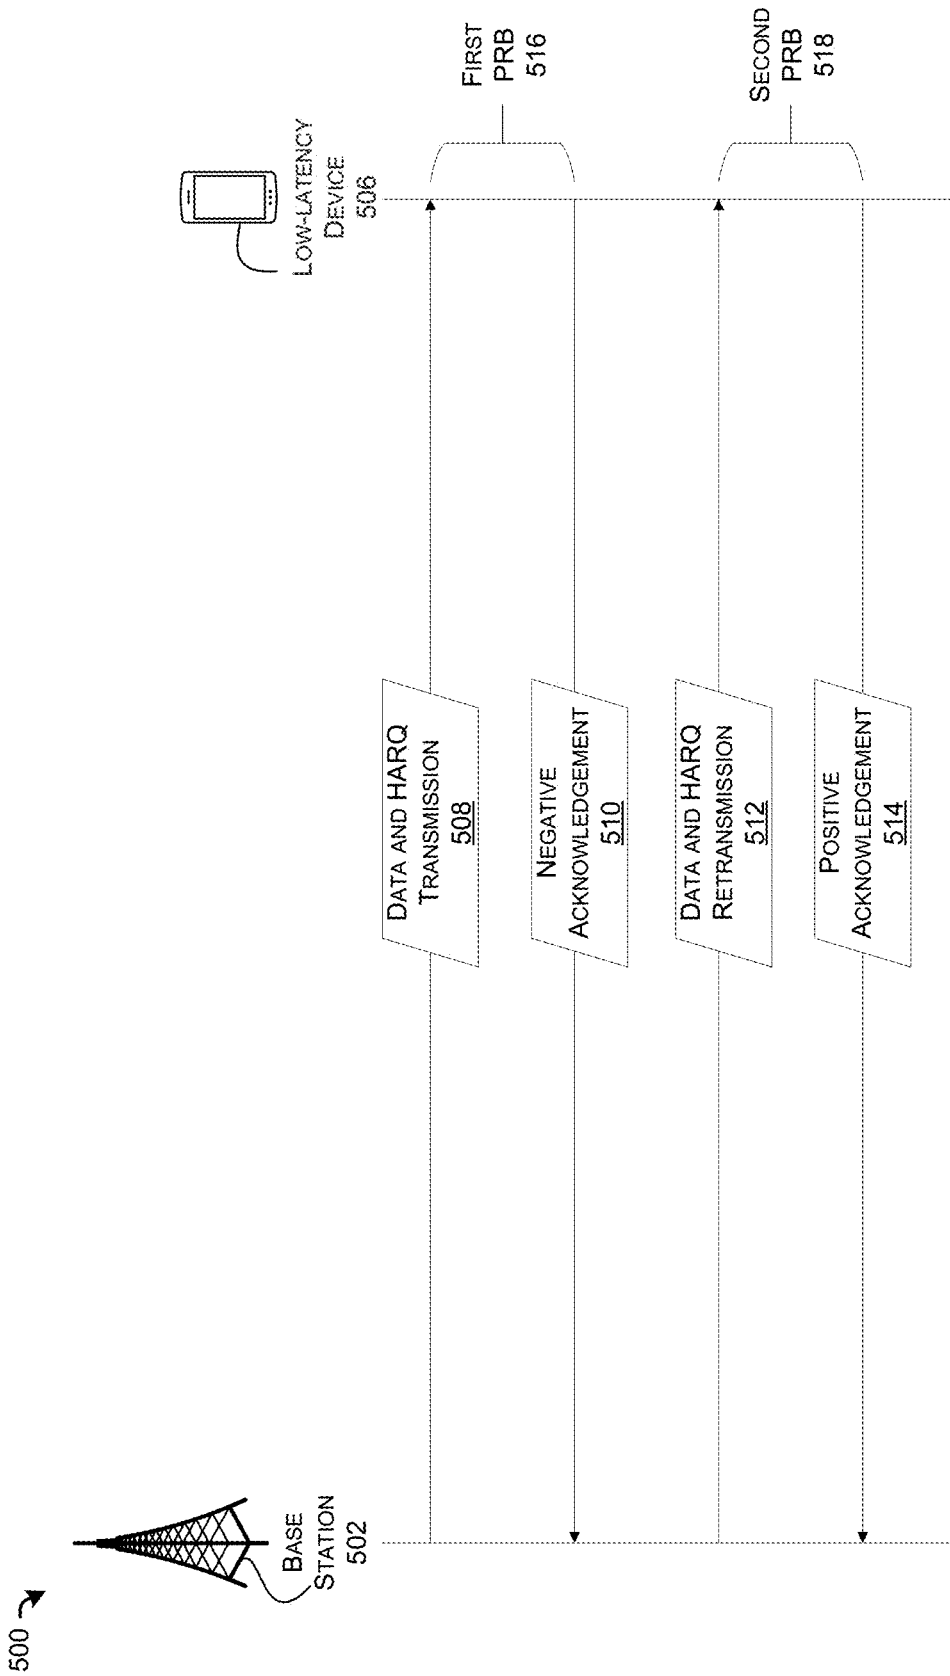 500
BASE
STATION
502
LOW-LATENCY
DEVICE
506
DATA AND HARQ
TRANSMISSION
508
FIRST
PRB
516
NEGATIVE
ACKNOWLEDGEMENT
510
DATA AND HARQ
RETRANSMISSION
512
SECOND
PRB
518
POSITIVE
ACKNOWLEDGEMENT
514